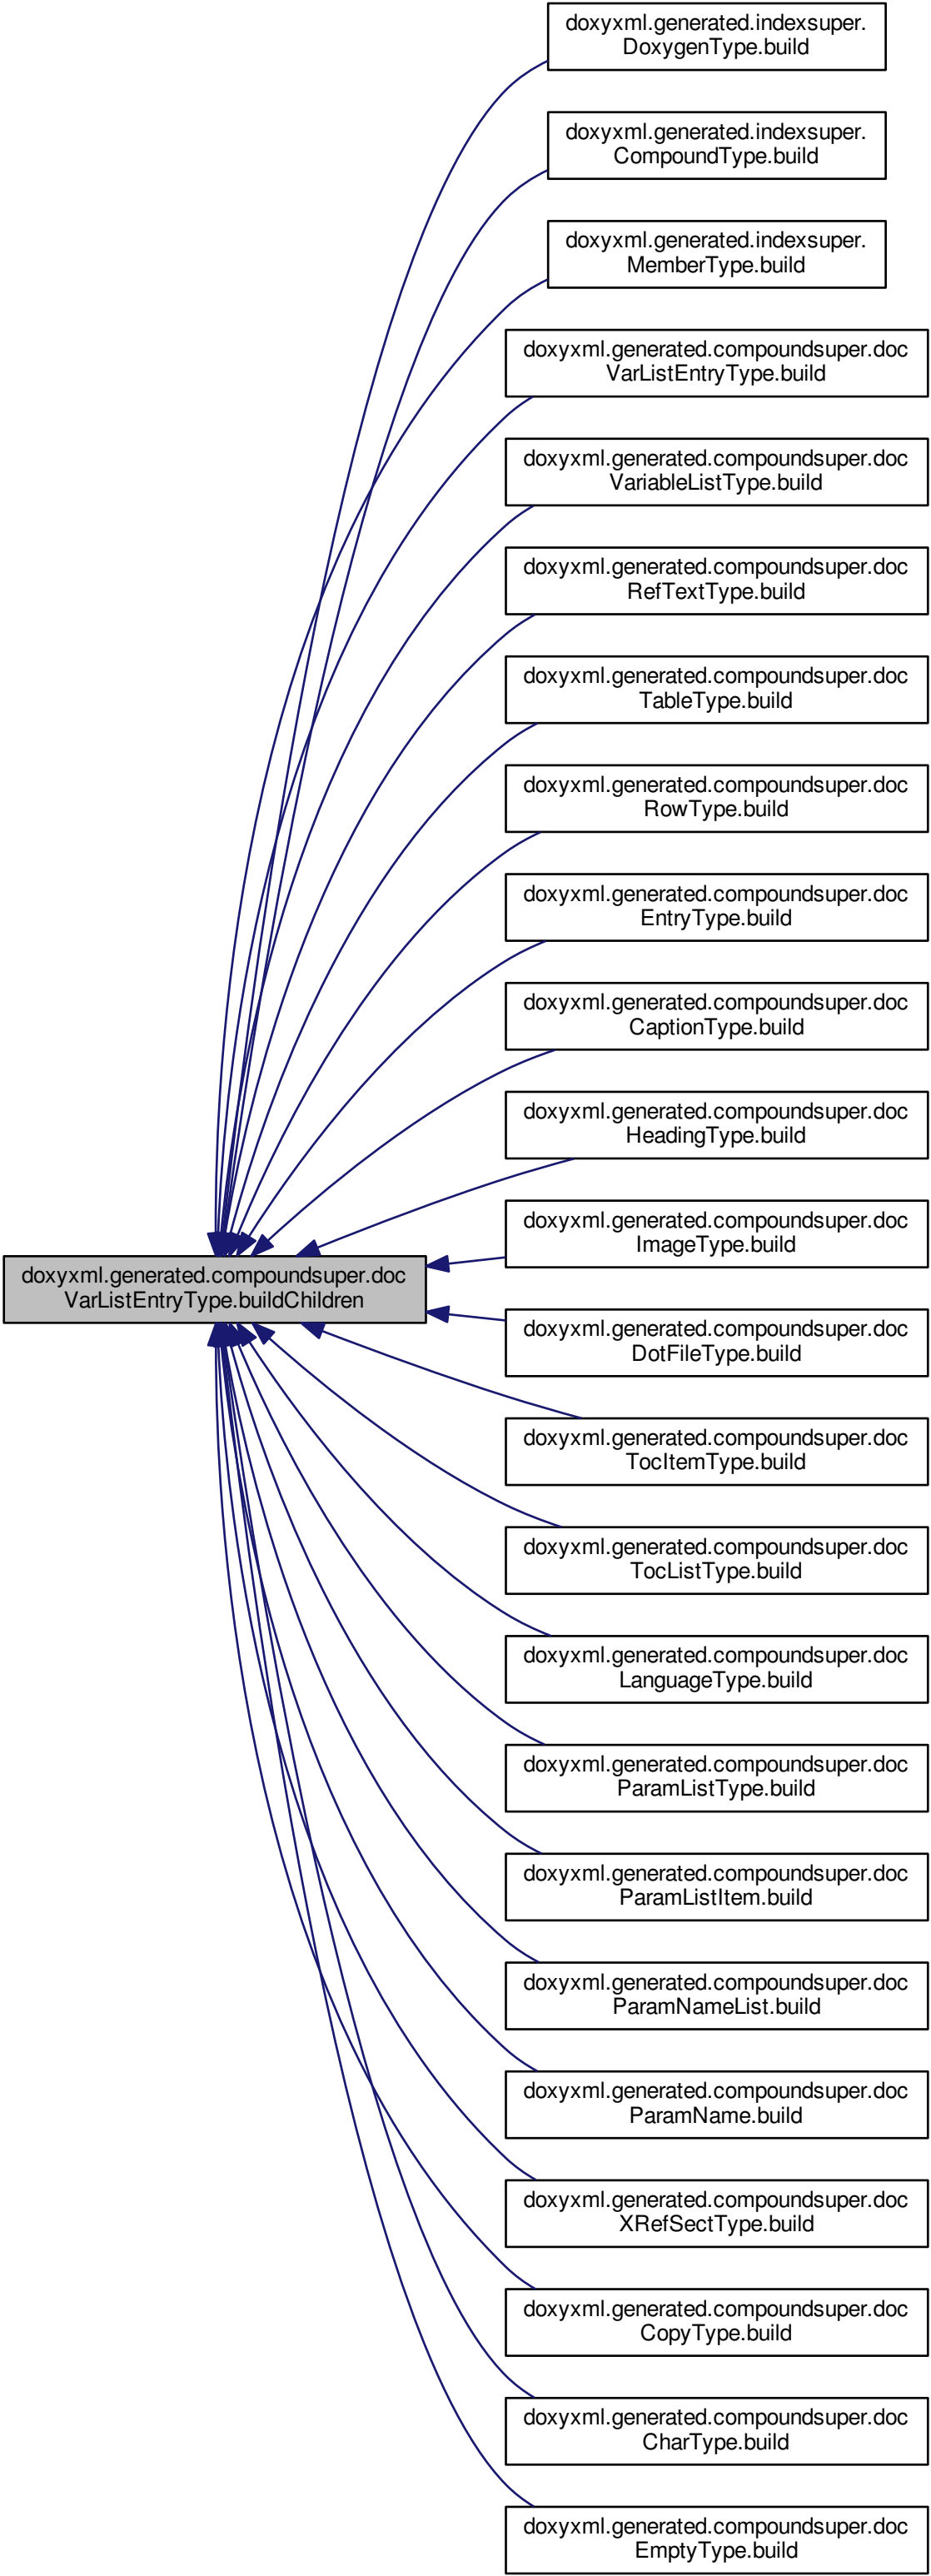 doxyxml.generated.indexsuper.
DoxygenType.build
doxyxml.generated.indexsuper.
CompoundType.build
doxyxml.generated.indexsuper.
MemberType.build
doxyxml.generated.compoundsuper.doc
VarListEntryType.build
doxyxml.generated.compoundsuper.doc
VariableListType.build
doxyxml.generated.compoundsuper.doc
RefTextType.build
doxyxml.generated.compoundsuper.doc
TableType.build
doxyxml.generated.compoundsuper.doc
RowType.build
doxyxml.generated.compoundsuper.doc
EntryType.build
doxyxml.generated.compoundsuper.doc
CaptionType.build
doxyxml.generated.compoundsuper.doc
HeadingType.build
doxyxml.generated.compoundsuper.doc
ImageType.build
doxyxml.generated.compoundsuper.doc
VarListEntryType.buildChildren
doxyxml.generated.compoundsuper.doc
DotFileType.build
doxyxml.generated.compoundsuper.doc
TocItemType.build
doxyxml.generated.compoundsuper.doc
TocListType.build
doxyxml.generated.compoundsuper.doc
LanguageType.build
doxyxml.generated.compoundsuper.doc
ParamListType.build
doxyxml.generated.compoundsuper.doc
ParamListItem.build
doxyxml.generated.compoundsuper.doc
ParamNameList.build
doxyxml.generated.compoundsuper.doc
ParamName.build
doxyxml.generated.compoundsuper.doc
XRefSectType.build
doxyxml.generated.compoundsuper.doc
CopyType.build
doxyxml.generated.compoundsuper.doc
CharType.build
doxyxml.generated.compoundsuper.doc
EmptyType.build